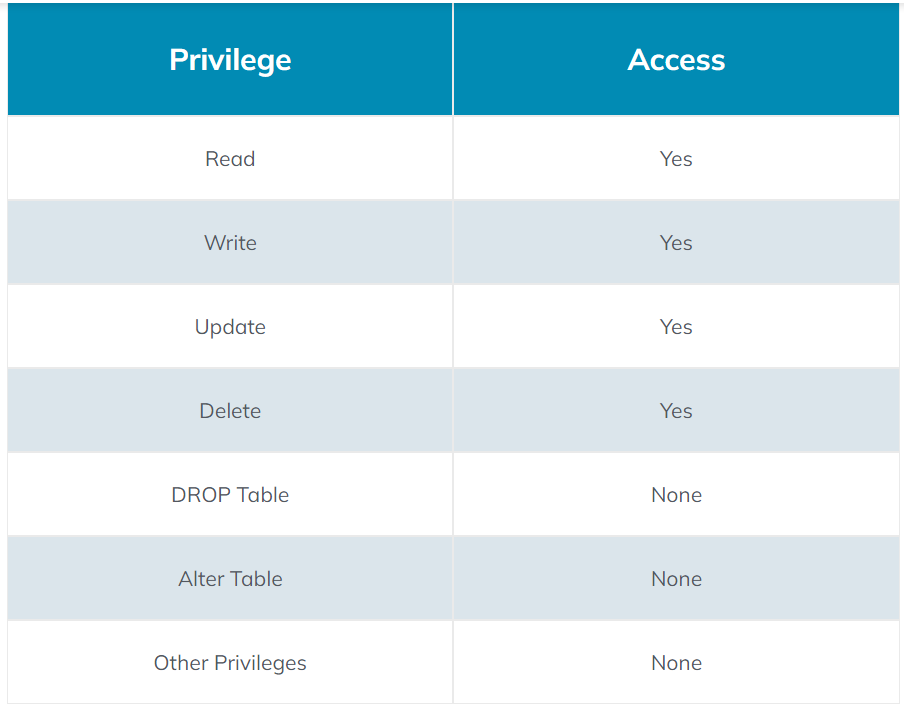 Privilege Access
Read Yes
Write Yes
Update Yes
Delete Yes
DROP Table None
Alter Table None
Other Privileges None